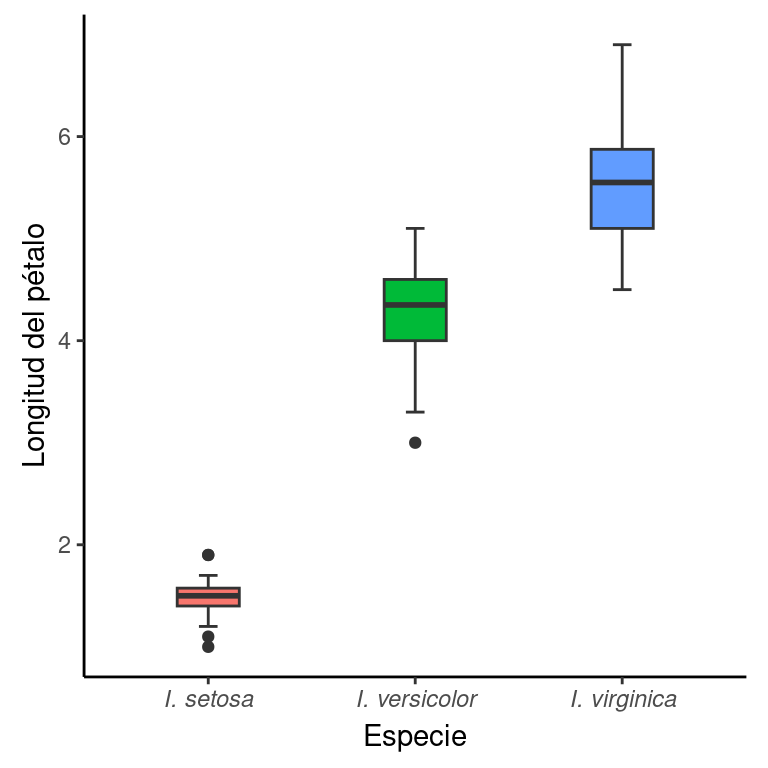 Longitud del pétalo
6
4
2
I. setosa
I. versicolor
I. virginica
Especie